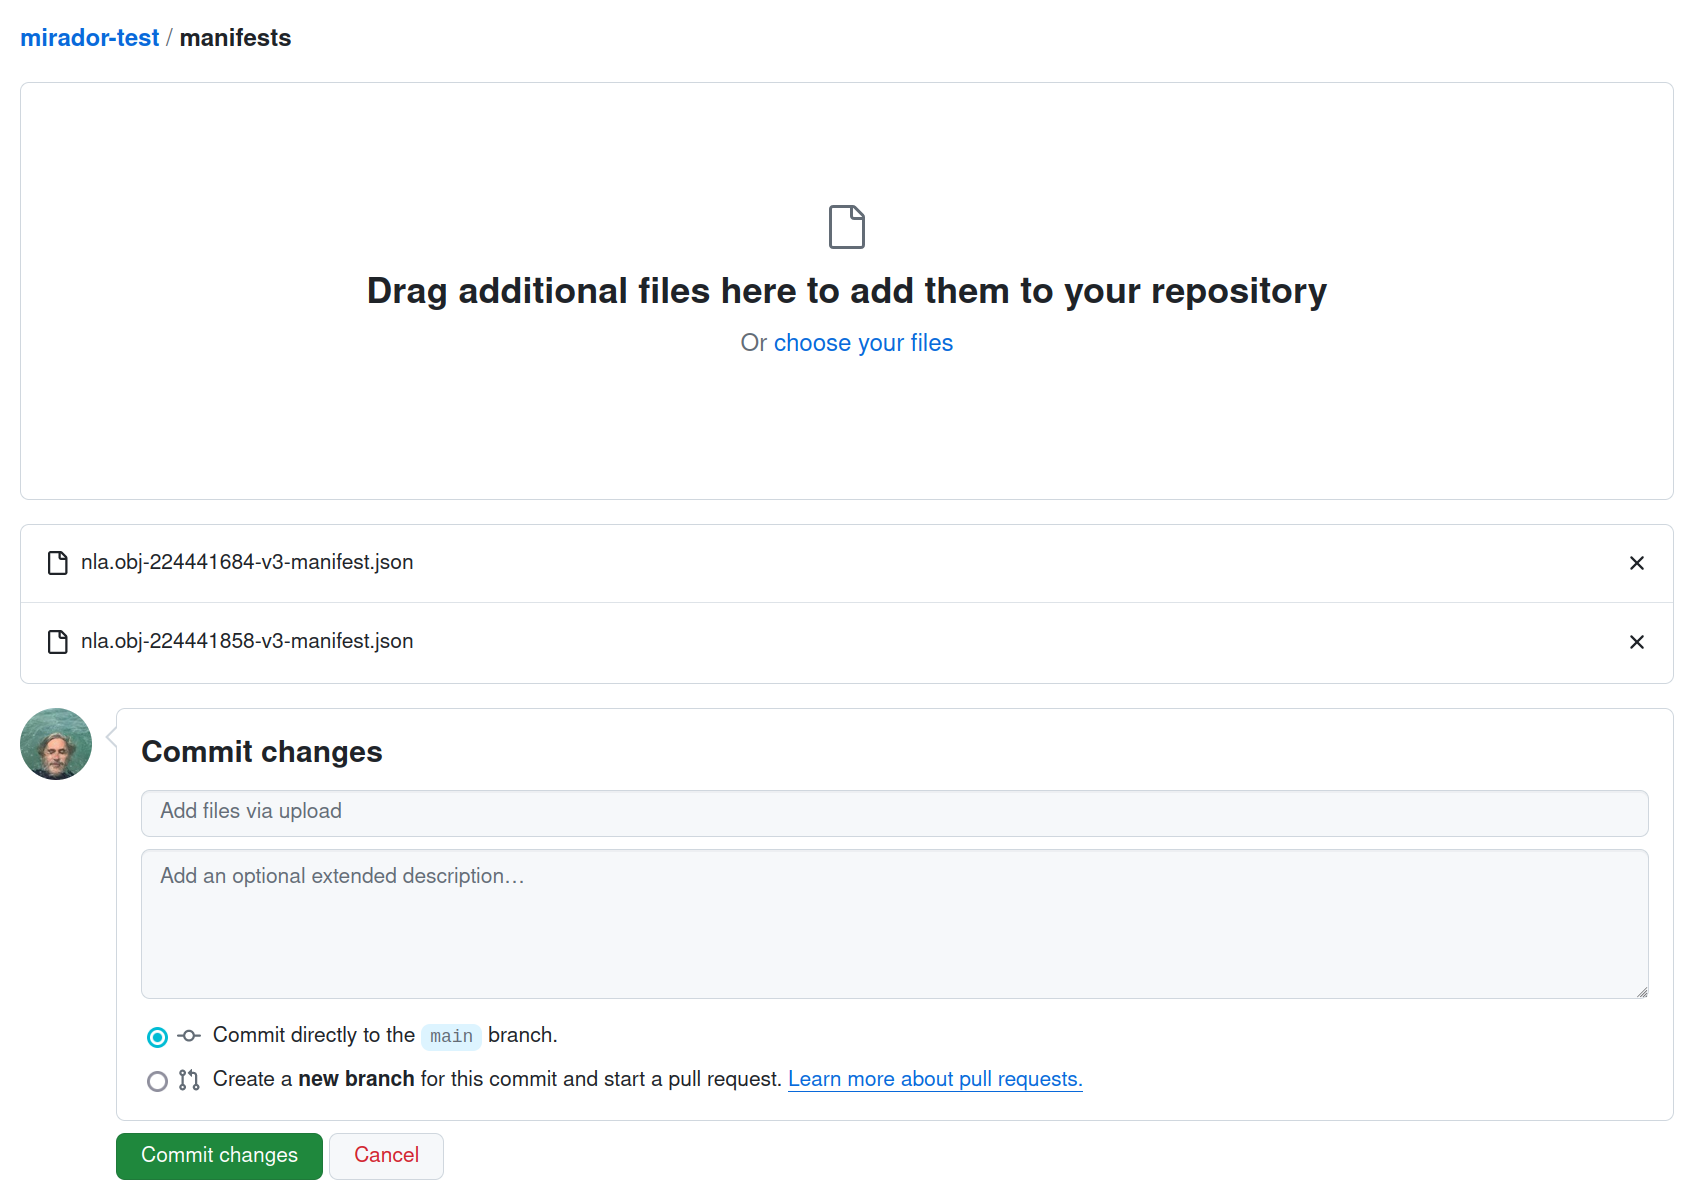 mirador-test / manifests
Drag additional files here to add them to your repository
Or choose your files
nla.obj-224441684-v3-manifest.json
nla.obj-224441858-v3-manifest.json
Commit changes
Add files via upload
Add an optional extended description…
Commit directly to the main branch.
Create a new branch for this commit and start a pull request. Learn more about pull requests.
Commit changes Cancel